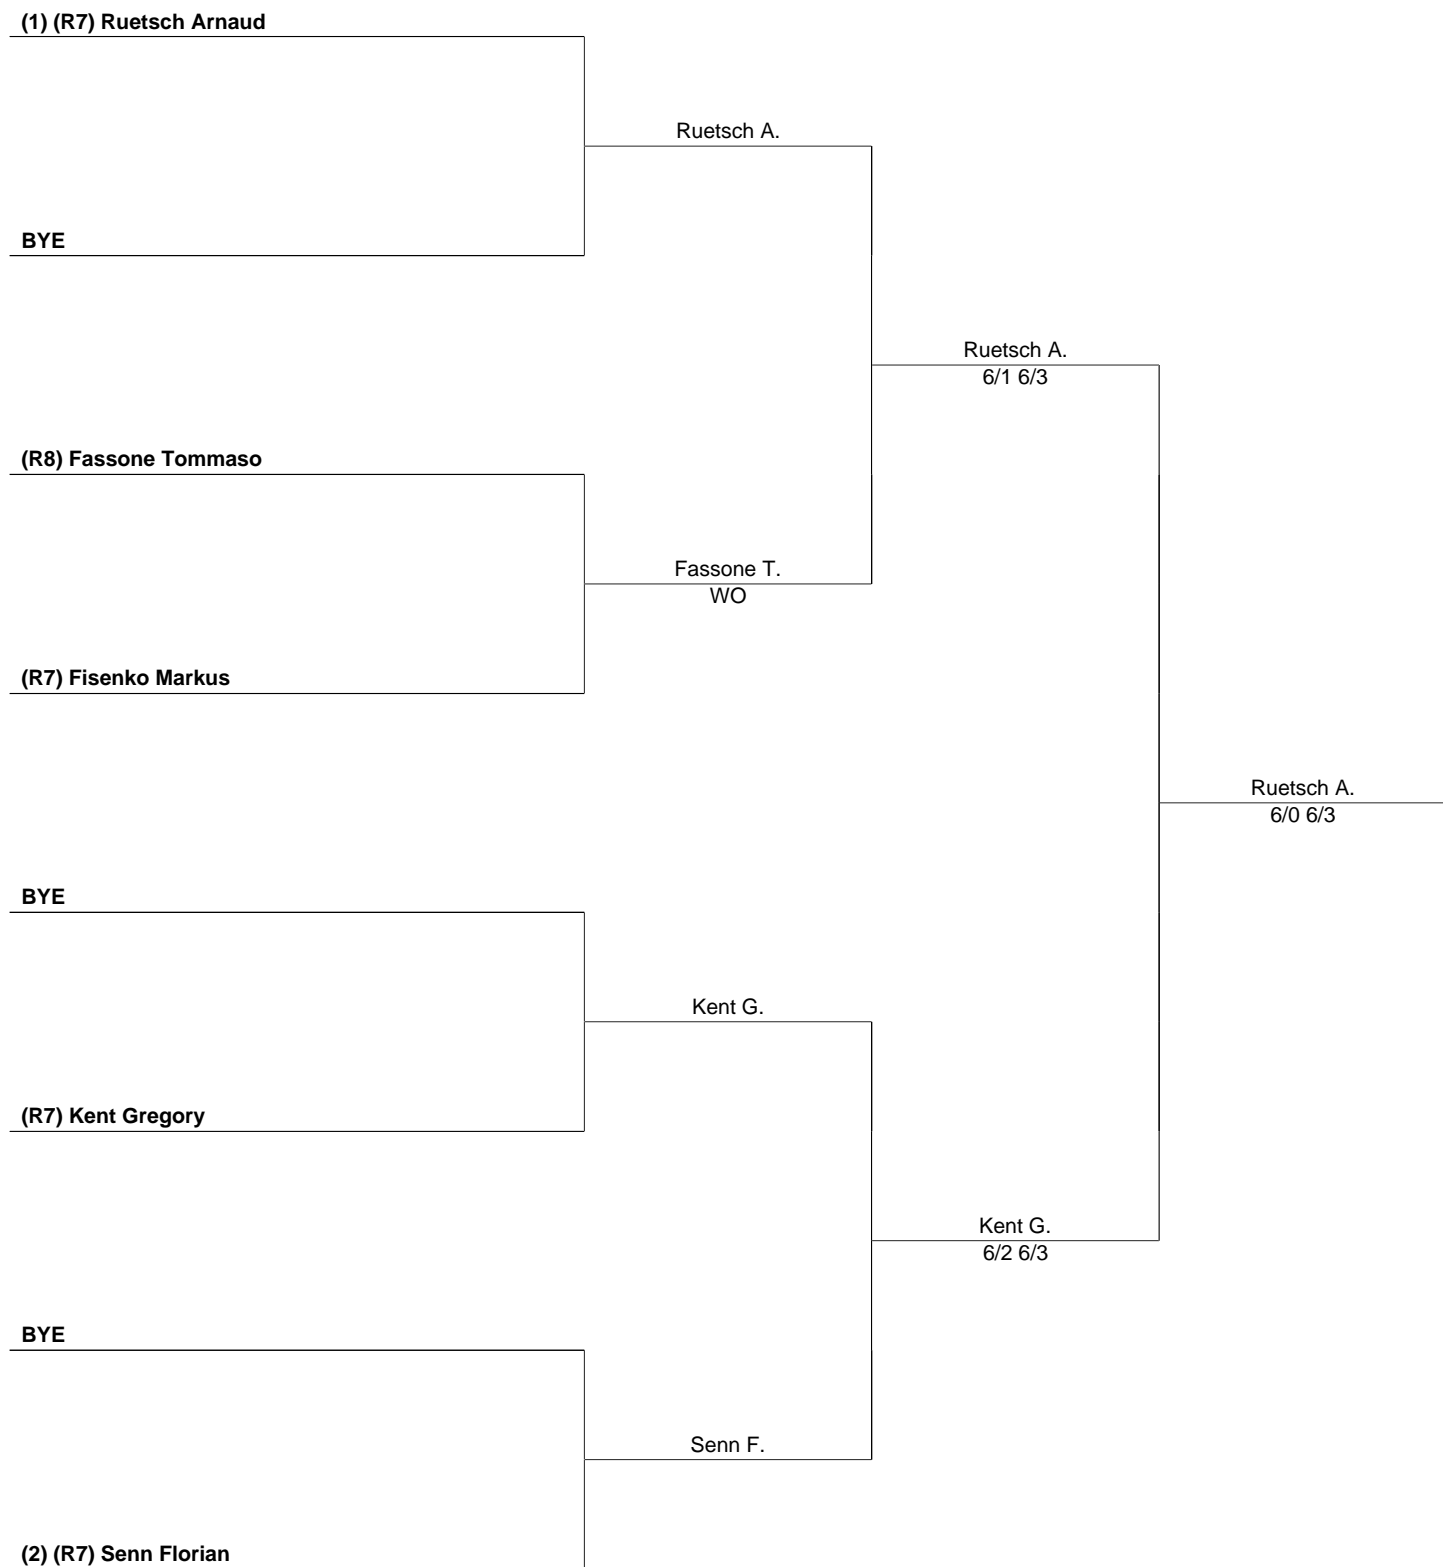 (1) (R7) Ruetsch Arnaud
Ruetsch A.
BYE
Ruetsch A.
6/1 6/3
(R8) Fassone Tommaso
Fassone T.
WO
(R7) Fisenko Markus
Ruetsch A.
6/0 6/3
BYE
Kent G.
(R7) Kent Gregory
Kent G.
6/2 6/3
BYE
Senn F.
(2) (R7) Senn Florian